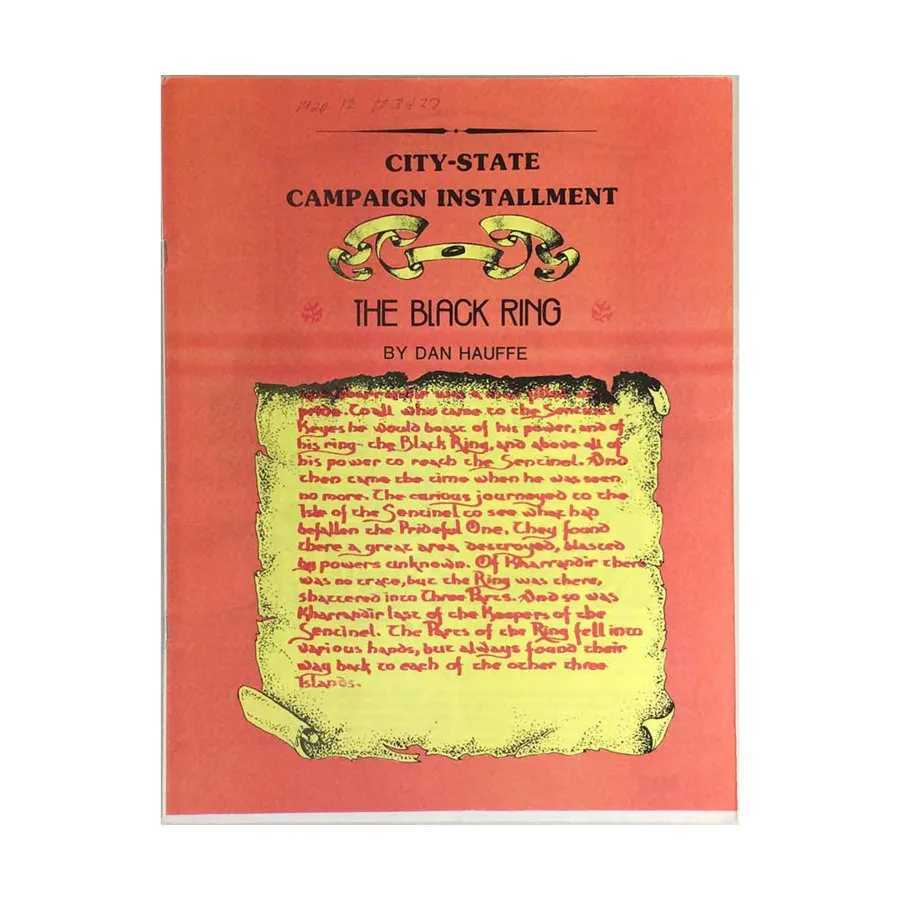 Map 12 #3427
CITY-STATE
CAMPAIGN INSTALLMENT
THE BLACK RING
BY DAN HAUFFE
Kharrandir was a man filled
pride. To all who came to the Sentinel
Keyes he would boast of his power, and of
his ring - the Black Ring, and above all of
his power to reach the Sentinel. And
then came the time when he was seen
no more. The curious journeyed to the
Isle of the Sentinel to see what had
befallen the Prideful One. They found
there a great area destroyed, blasted
by powers unknown. Of Kharrandir there
was no trace, but the Ring was there,
shattered into Three Parts. And so was
Kharrandir last of the Keepers of the
Sentinel. The Parts of the Ring fell into
various hands, but always found their
way back to each of the other three
Islands.